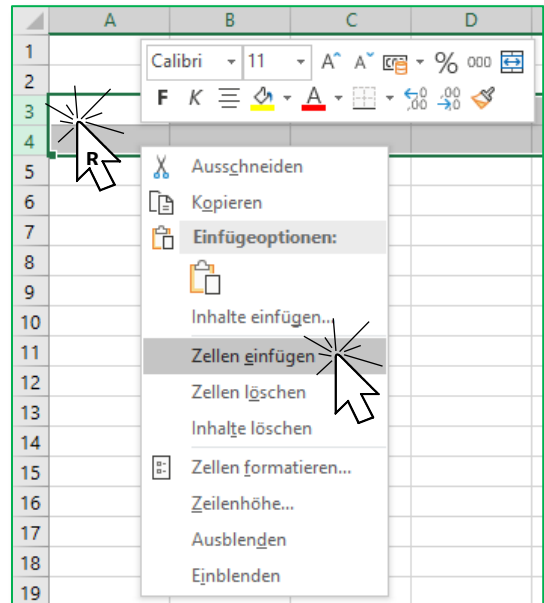 A B C D
1
2
3
4
5
6
7
8
9
10
11
12
13
14
15
16
17
18
19
Calibri 11 A A % 000
F K A ,00 ,00
R
Ausschneiden
Kopieren
Einfügeoptionen:
Inhalte einfügen...
Zellen einfügen
Zellen löschen
Inhalte löschen
Zellen formatieren...
Zeilenhöhe...
Ausblenden
Einblenden